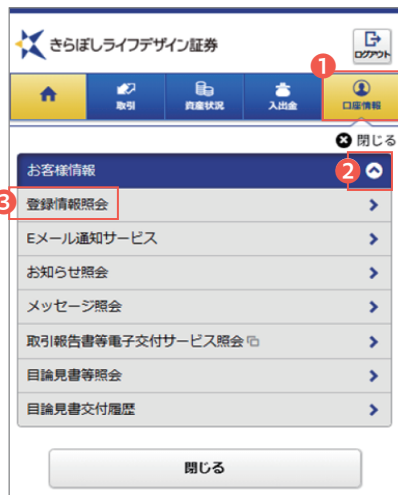 きらぼしライフデザイン証券
ログアウト
1
取引
資産状況
入出金
口座情報
閉じる
お客様情報
2
3
登録情報照会
Eメール通知サービス
お知らせ照会
メッセージ照会
取引報告書等電子交付サービス照会
目論見書等照会
目論見書交付履歴
閉じる